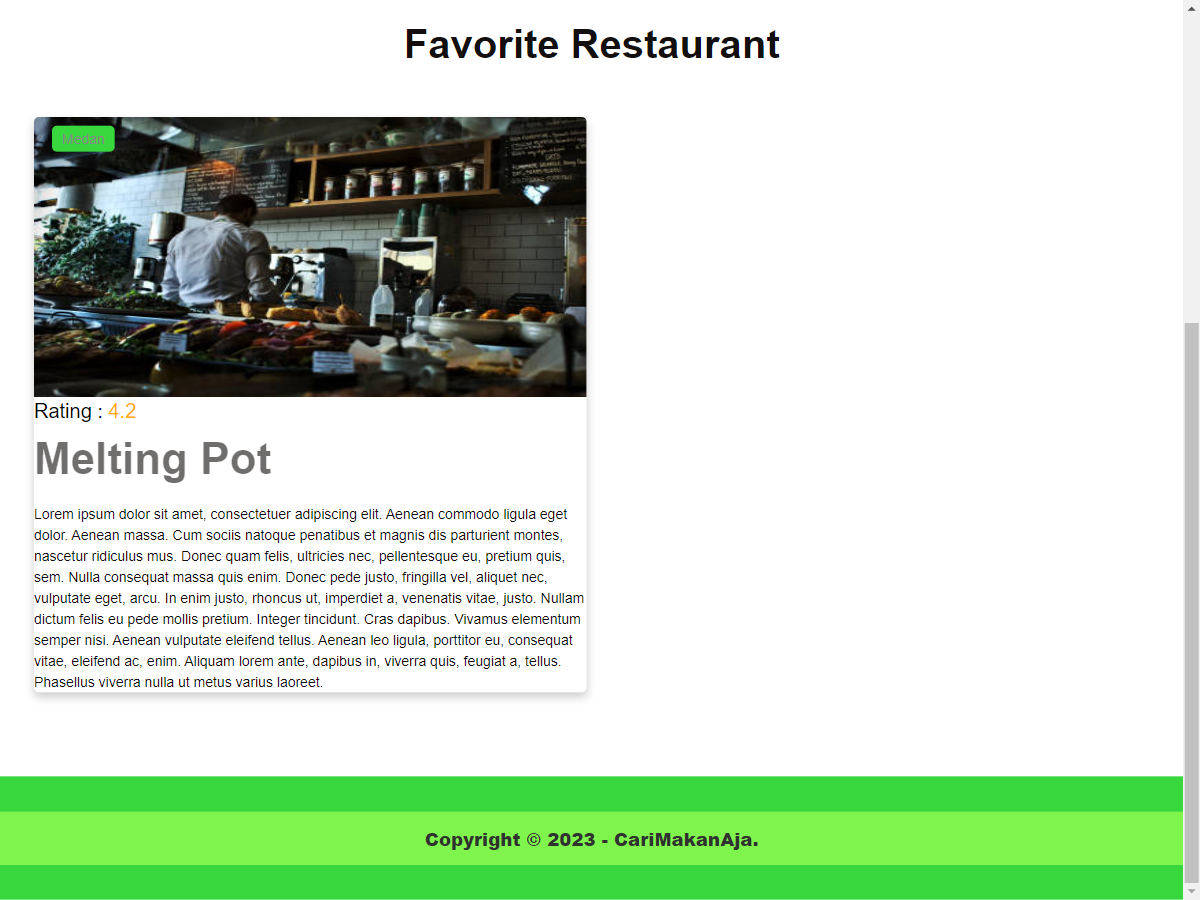 Favorite Restaurant
Medan
Rating : 4.2
Melting Pot
Lorem ipsum dolor sit amet, consectetuer adipiscing elit. Aenean commodo ligula eget
dolor. Aenean massa. Cum sociis natoque penatibus et magnis dis parturient montes,
nascetur ridiculus mus. Donec quam felis, ultricies nec, pellentesque eu, pretium quis,
sem. Nulla consequat massa quis enim. Donec pede justo, fringilla vel, aliquet nec,
vulputate eget, arcu. In enim justo, rhoncus ut, imperdiet a, venenatis vitae, justo. Nullam
dictum felis eu pede mollis pretium. Integer tincidunt. Cras dapibus. Vivamus elementum
semper nisi. Aenean vulputate eleifend tellus. Aenean leo ligula, porttitor eu, consequat
vitae, eleifend ac, enim. Aliquam lorem ante, dapibus in, viverra quis, feugiat a, tellus.
Phasellus viverra nulla ut metus varius laoreet.
Copyright © 2023 - CariMakanAja.